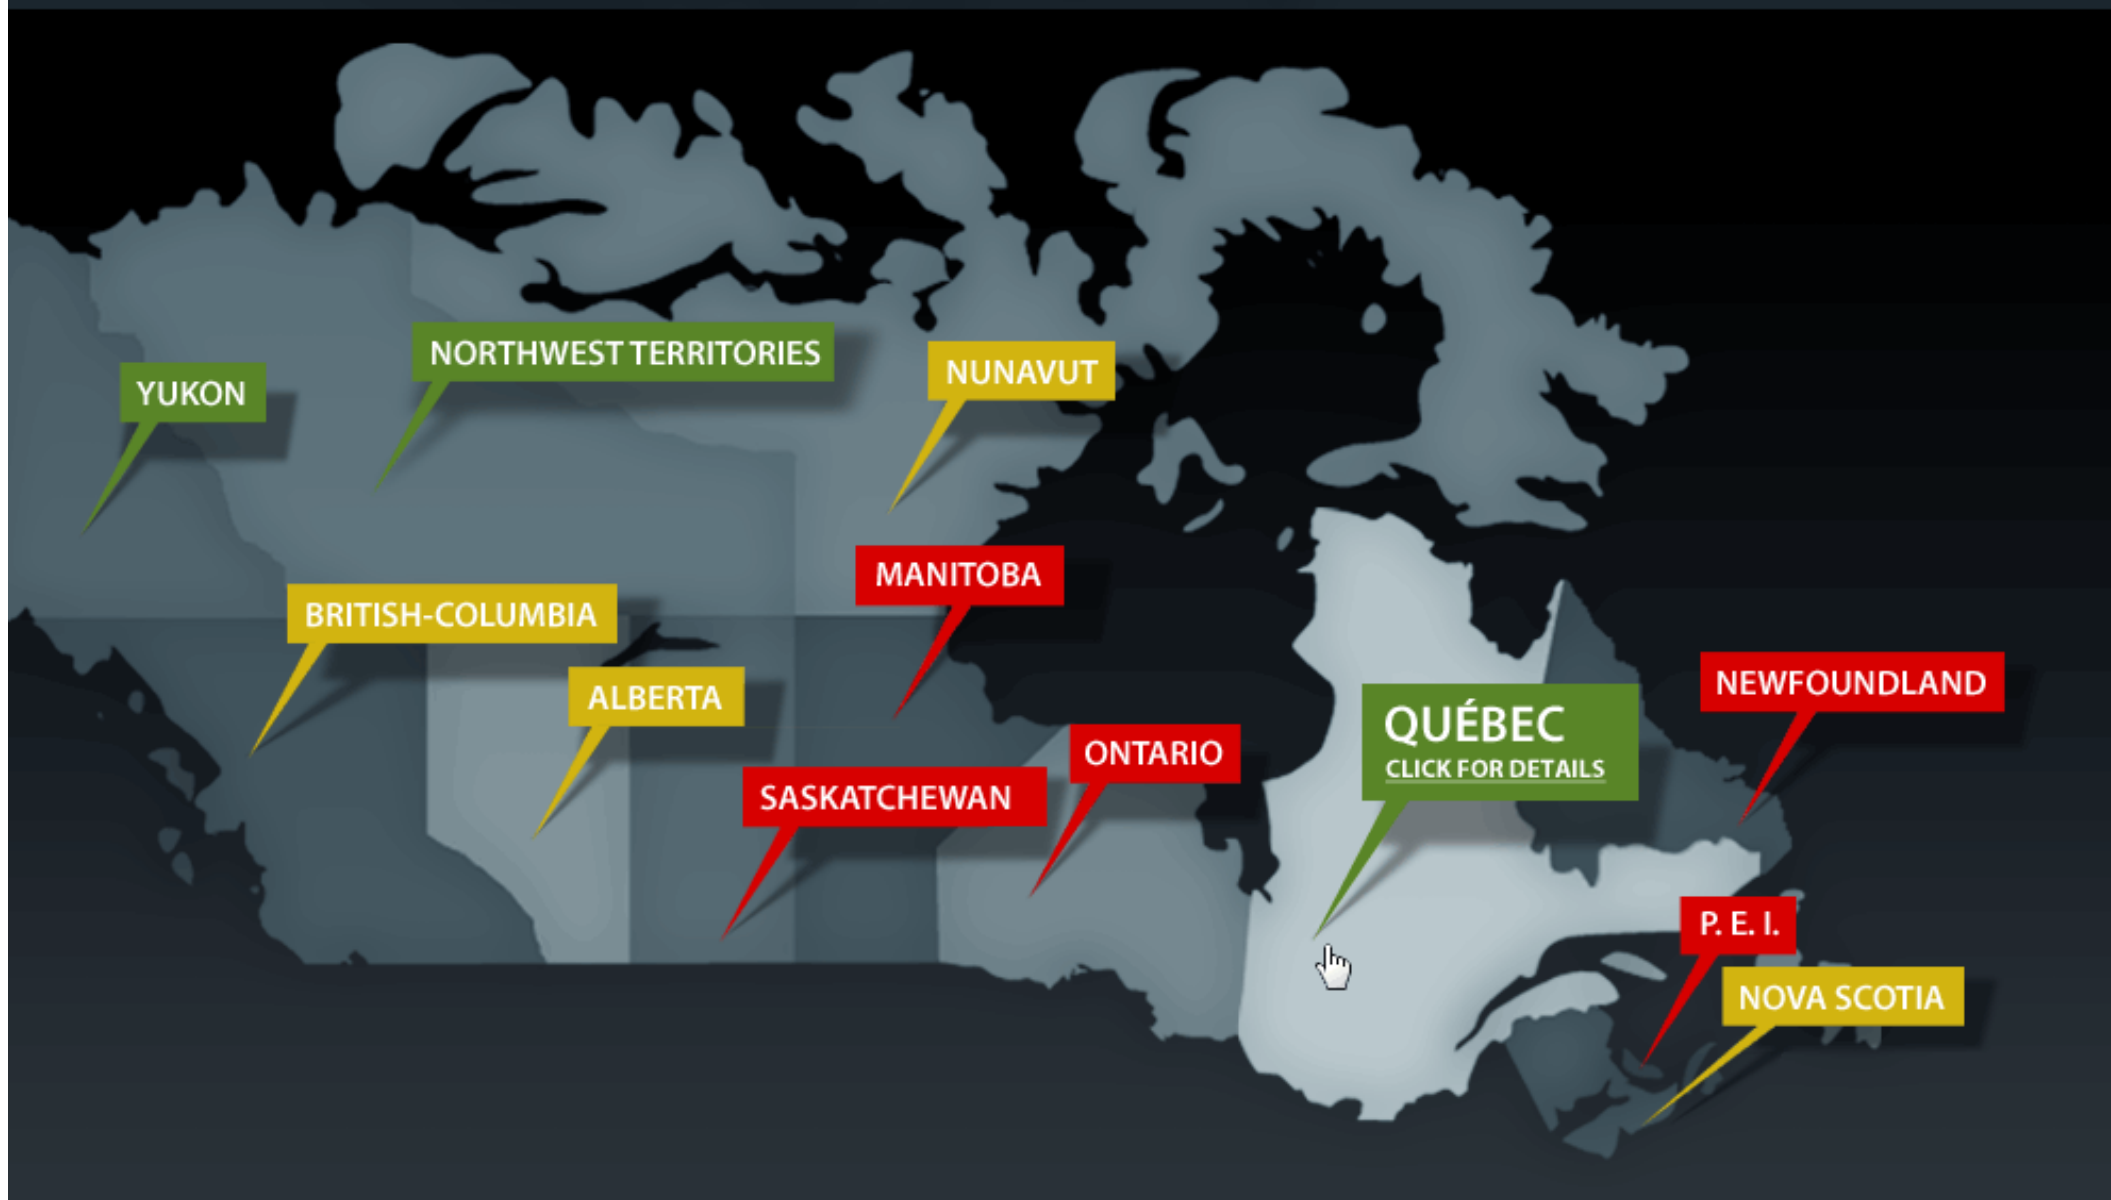 NORTHWEST TERRITORIES
NUNAVUT
YUKON
MANITOBA
BRITISH-COLUMBIA
ALBERTA
NEWFOUNDLAND
QUÉBEC
CLICK FOR DETAILS
ONTARIO
SASKATCHEWAN
P. E. I.
NOVA SCOTIA